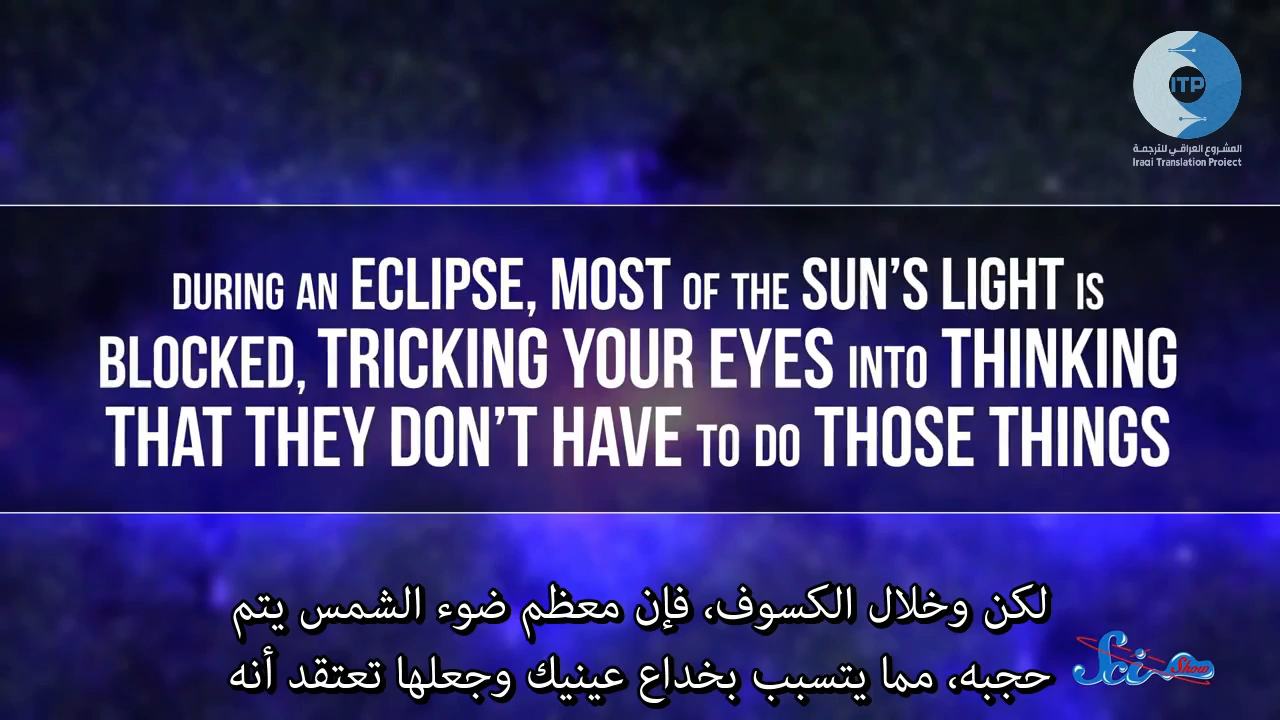 ITP
المشروع العراقي للترجمة
Iraqi Translation Project
DURING AN ECLIPSE, MOST OF THE SUN'S LIGHT IS
BLOCKED, TRICKING YOUR EYES INTO THINKING
THAT THEY DON'T HAVE TO DO THOSE THINGS
لكن وخلال الكسوف، فإن معظم ضوء الشمس يتم
حجبه، مما يتسبب بخداع عينيك وجعلها تعتقد أنه
Sci Show